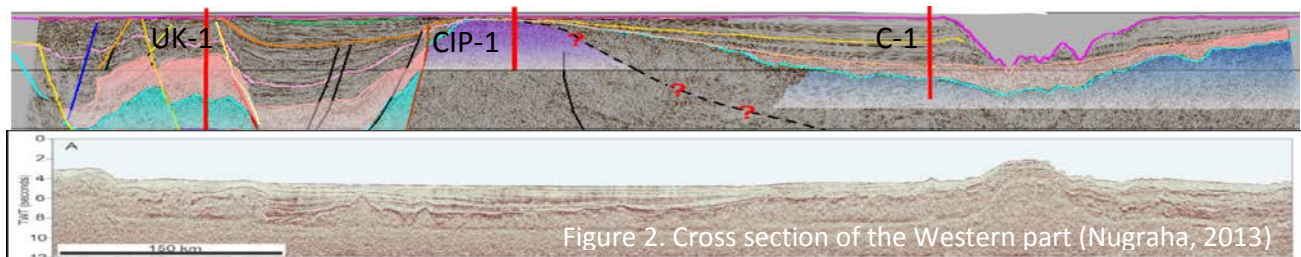 UK-1 CIP-1 C-1
?
?
?
0
A
2
4
6
8
10
TWT (seconds)
150 km
Figure 2. Cross section of the Western part (Nugraha, 2013)